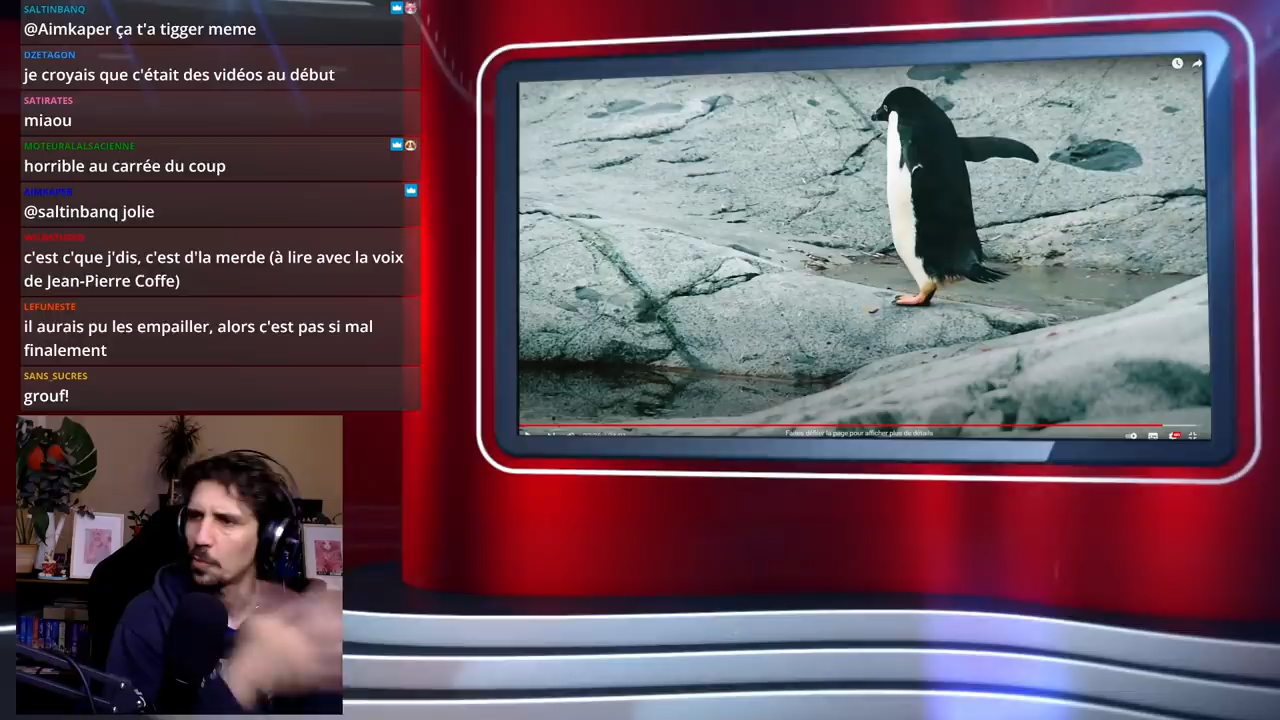 SALTINBANQ
@Aimkaper ça t'a tigger meme
DZETAGON
je croyais que c'était des vidéos au début
SATIRATES
miaou
MOTEURALALSACIENNE
horrible au carrée du coup
AIMKAPER
@saltinbanq jolie
c'est c'que j'dis, c'est d'la merde (à lire avec la voix
de Jean-Pierre Coffe)
LEFUNESTE
il aurais pu les empailler, alors c'est pas si mal
finalement
SANS_SUCRES
grouf!
Faites défiler la page pour afficher plus de détails